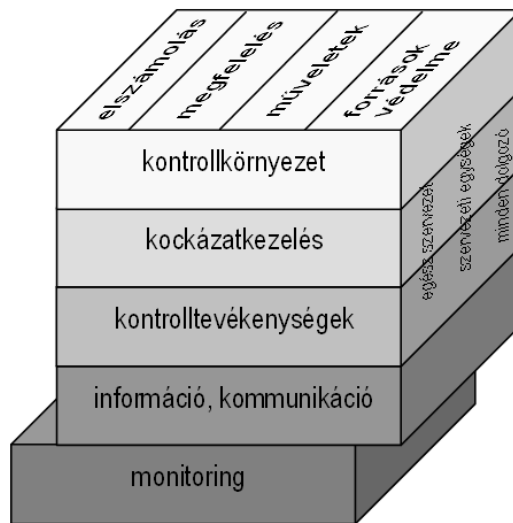 elszámolás
megfelelés
műveletek
források
védelme
kontrollkörnyezet
kockázatkezelés
kontrolltevékenységek
információ, kommunikáció
monitoring
egész szervezet
szervezeti egységek
minden dolgozó